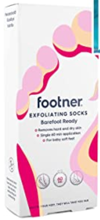 footner
EXFOLIATING SOCKS
Barefoot Ready
Removes hard and dry skin
Single 60 min application
For baby soft feet